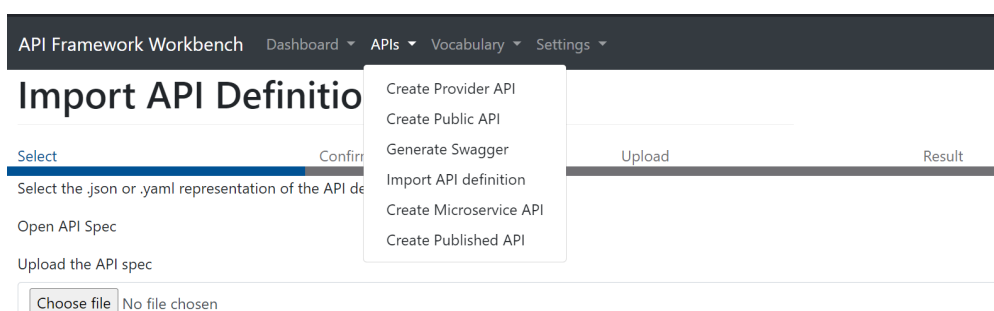 API Framework Workbench Dashboard APIs Vocabulary Settings
Import API Definitio
Create Provider API
Create Public API
Generate Swagger
Import API definition
Create Microservice API
Create Published API
Select Confir Upload Result
Select the .json or .yaml representation of the API de
Open API Spec
Upload the API spec
Choose file No file chosen